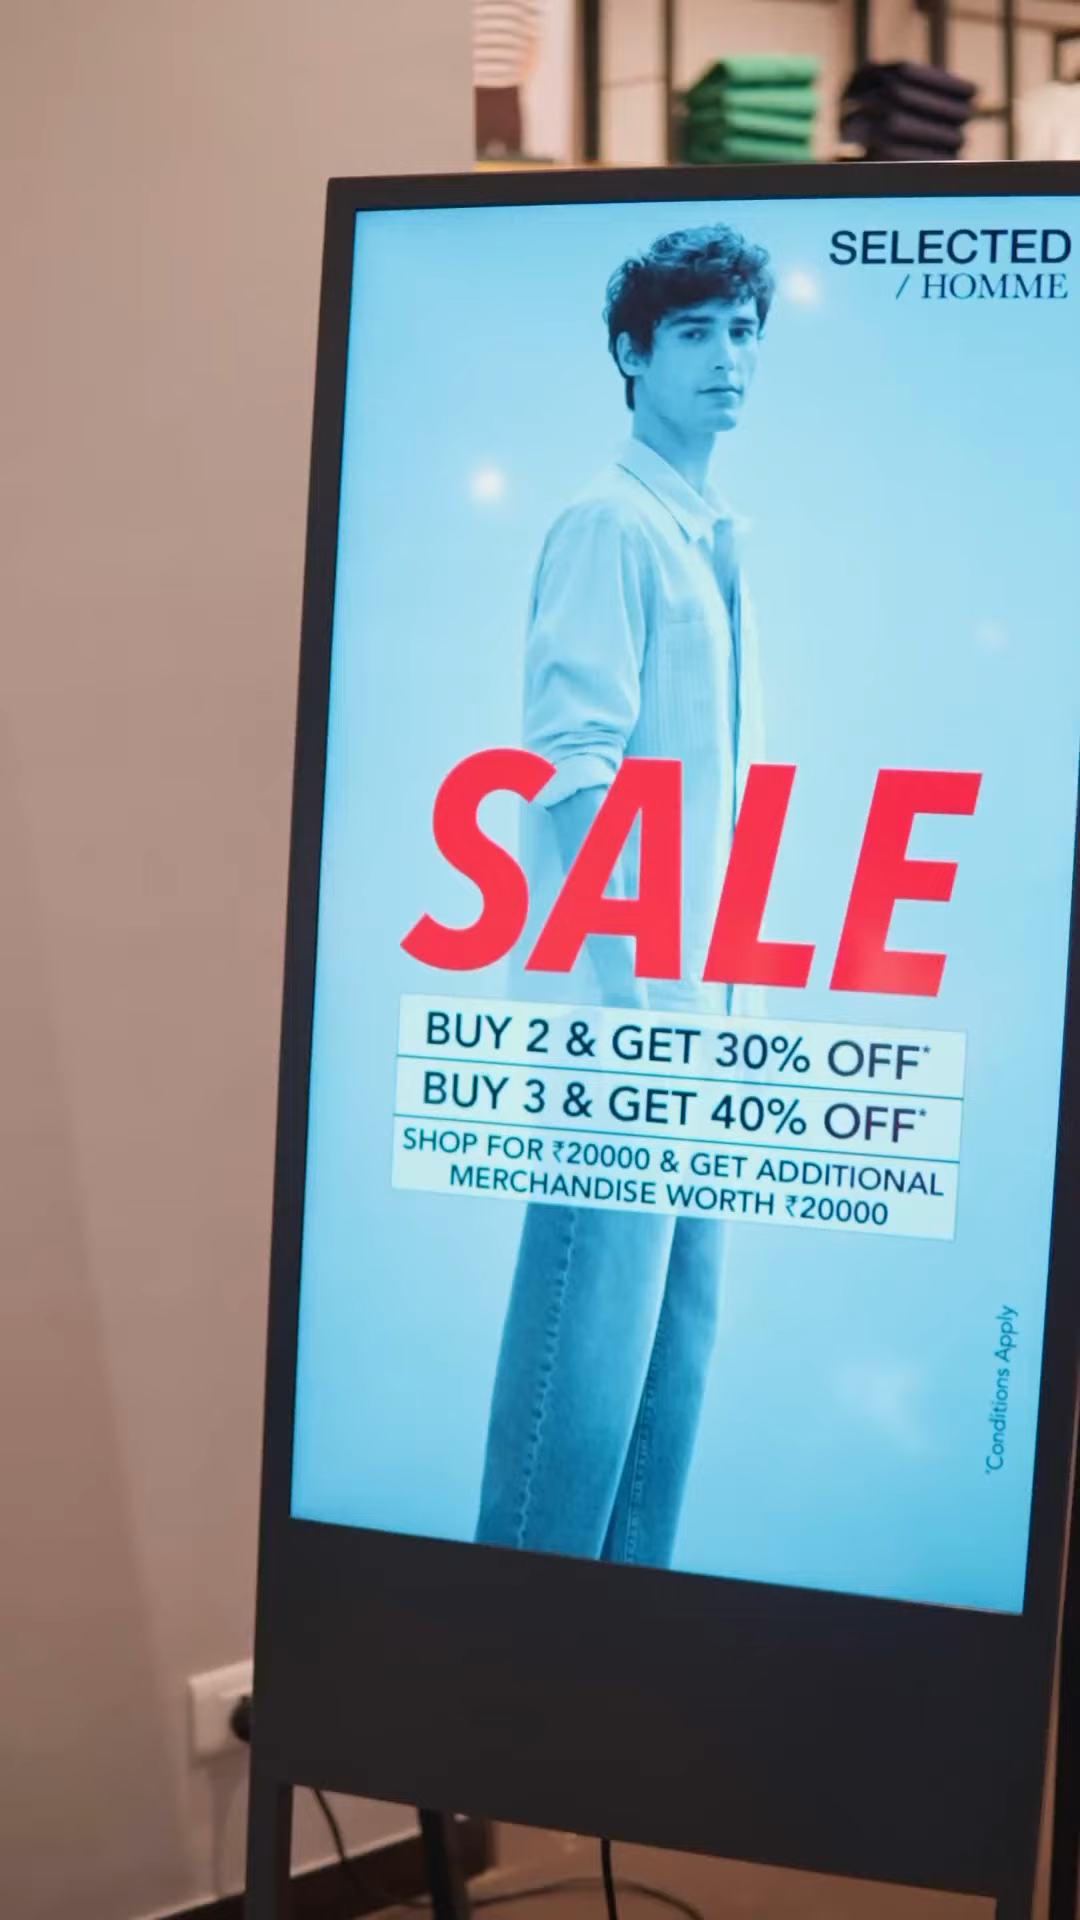 SELECTED
/ HOMME
SALE
BUY 2 & GET 30% OFF*
BUY 3 & GET 40% OFF*
SHOP FOR ₹20000 & GET ADDITIONAL
MERCHANDISE WORTH ₹20000
*Conditions Apply